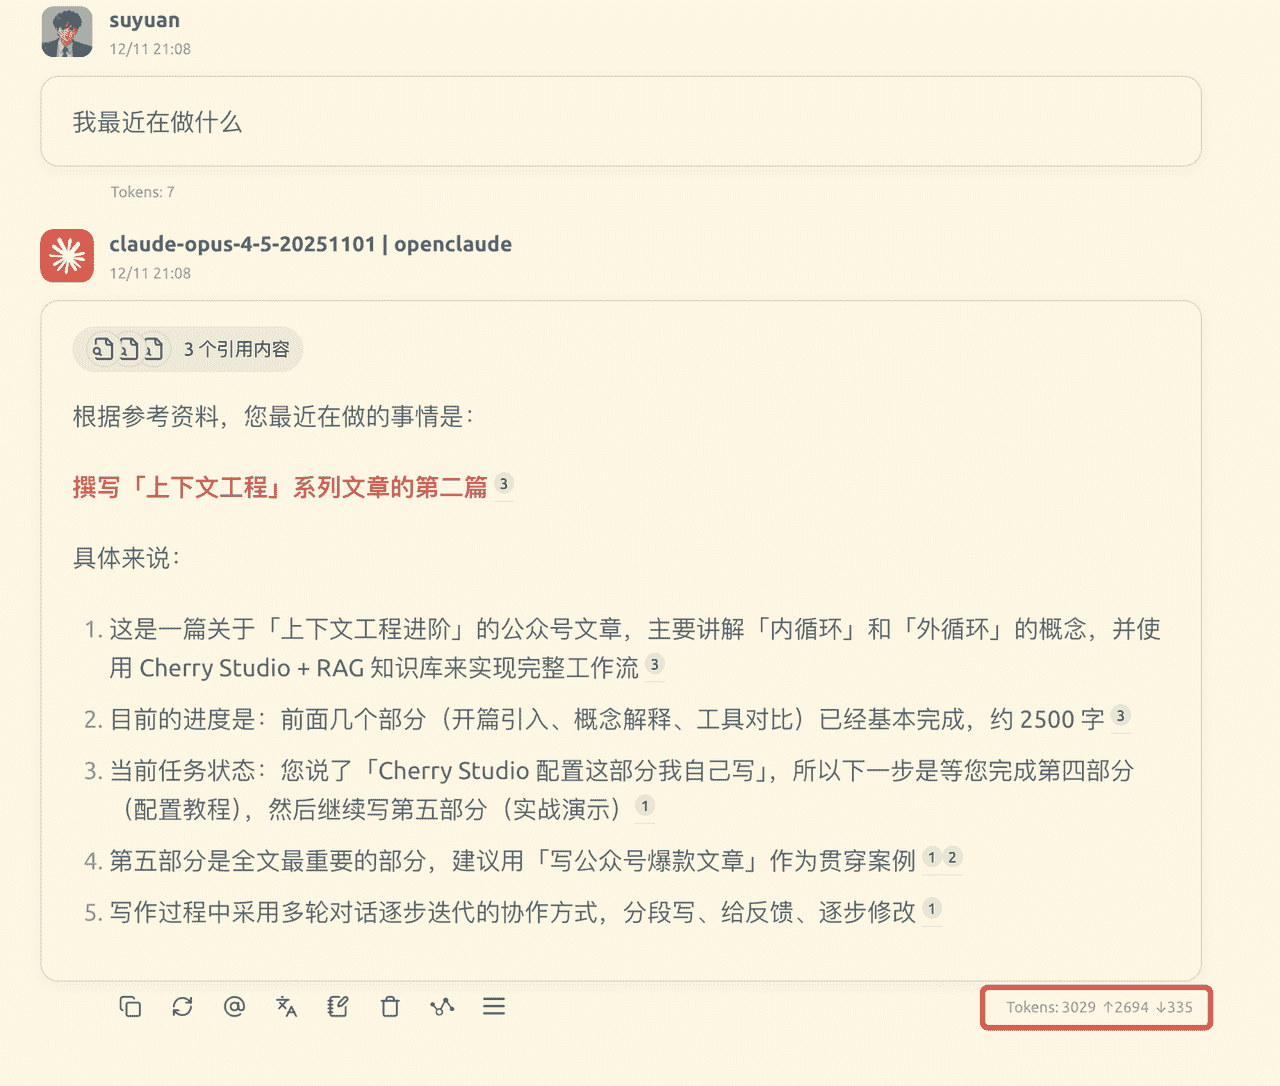 suyuan
12/11 21:08
我最近在做什么
Tokens: 7
claude-opus-4-5-20251101 | openclaude
12/11 21:08
3 个引用内容
根据参考资料，您最近在做的事情是：
撰写「上下文工程」系列文章的第二篇 3
具体来说：
1. 这是一篇关于「上下文工程进阶」的公众号文章，主要讲解「内循环」和「外循环」的概念，并使
用 Cherry Studio + RAG 知识库来实现完整工作流 3
2. 目前的进度是：前面几个部分（开篇引入、概念解释、工具对比）已经基本完成，约 2500 字 3
3. 当前任务状态：您说了「Cherry Studio 配置这部分我自己写」，所以下一步是等您完成第四部分
（配置教程），然后继续写第五部分（实战演示） 1
4. 第五部分是全文最重要的部分，建议用「写公众号爆款文章」作为贯穿案例 1 2
5. 写作过程中采用多轮对话逐步迭代的协作方式，分段写、给反馈、逐步修改 1
Tokens: 3029 ↑2694 ↓335